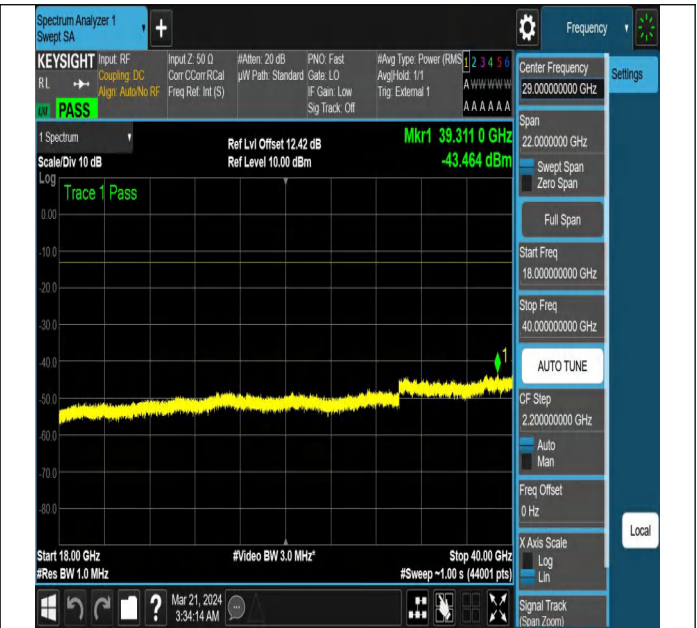 Spectrum Analyzer 1
Swept SA
+
Frequency
KEYSIGHT
RL
PASS
Input: RF
Coupling: DC
Align: Auto/No RF
Input Z: 50 Ω
Corr CCorr RCal
Freq Ref: Int (S)
#Atten: 20 dB
µW Path: Standard
PNO: Fast
Gate: LO
IF Gain: Low
Sig Track: Off
#Avg Type: Power (RMS
Avg|Hold: 1/1
Trig: External 1
1 2 3 4 5 6
A W W W W W
A A A A A A
1 Spectrum
Scale/Div 10 dB
Ref Lvl Offset 12.42 dB
Ref Level 10.00 dBm
Mkr1 39.311 0 GHz
-43.464 dBm
Log
Trace 1 Pass
0.00
-10.0
-20.0
-30.0
-40.0
-50.0
-60.0
-70.0
-80.0
1
Start 18.00 GHz
#Res BW 1.0 MHz
#Video BW 3.0 MHz*
Stop 40.00 GHz
#Sweep ~1.00 s (44001 pts)
?
Mar 21, 2024
3:34:14 AM
Center Frequency
29.000000000 GHz
Settings
Span
22.0000000 GHz
Swept Span
Zero Span
Full Span
Start Freq
18.000000000 GHz
Stop Freq
40.000000000 GHz
AUTO TUNE
CF Step
2.200000000 GHz
Auto
Man
Freq Offset
0 Hz
X Axis Scale
Log
Lin
Local
Signal Track
(Span Zoom)